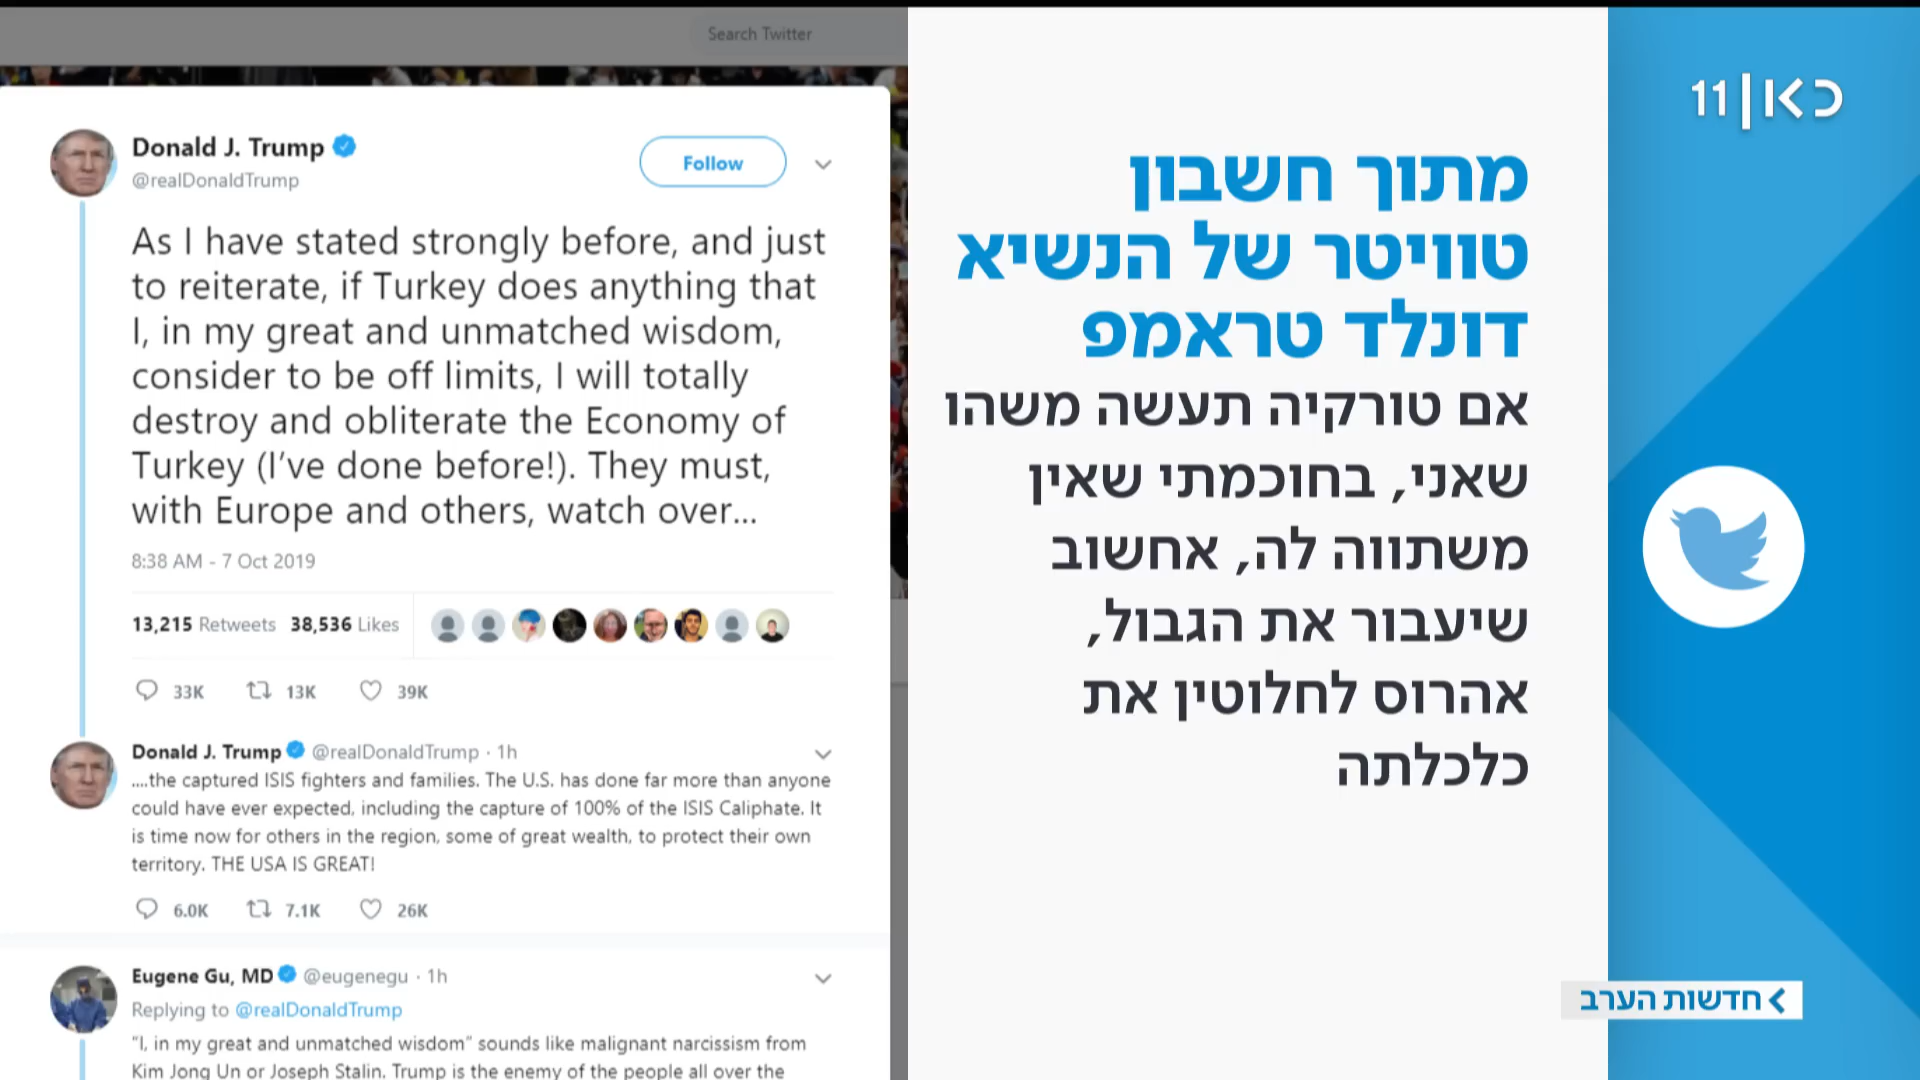 Search Twitter
Donald J. Trump
@realDonaldTrump
Follow
As I have stated strongly before, and just
to reiterate, if Turkey does anything that
I, in my great and unmatched wisdom,
consider to be off limits, I will totally
destroy and obliterate the Economy of
Turkey (I've done before!). They must,
with Europe and others, watch over...
8:38 AM - 7 Oct 2019
13,215 Retweets 38,536 Likes
33K 13K 39K
Donald J. Trump @realDonaldTrump · 1h
....the captured ISIS fighters and families. The U.S. has done far more than anyone
could have ever expected, including the capture of 100% of the ISIS Caliphate. It
is time now for others in the region, some of great wealth, to protect their own
territory. THE USA IS GREAT!
6.0K 7.1K 26K
Eugene Gu, MD @eugenegu · 1h
Replying to @realDonaldTrump
"I, in my great and unmatched wisdom" sounds like malignant narcissism from
Kim Jong Un or Joseph Stalin. Trump is the enemy of the people all over the
מתוך חשבון
טוויטר של הנשיא
דונלד טראמפ
אם טורקיה תעשה משהו
שאני, בחוכמתי שאין
משתווה לה, אחשוב
שיעבור את הגבול,
אהרוס לחלוטין את
כלכלתה
כאן|11
חדשות הערב